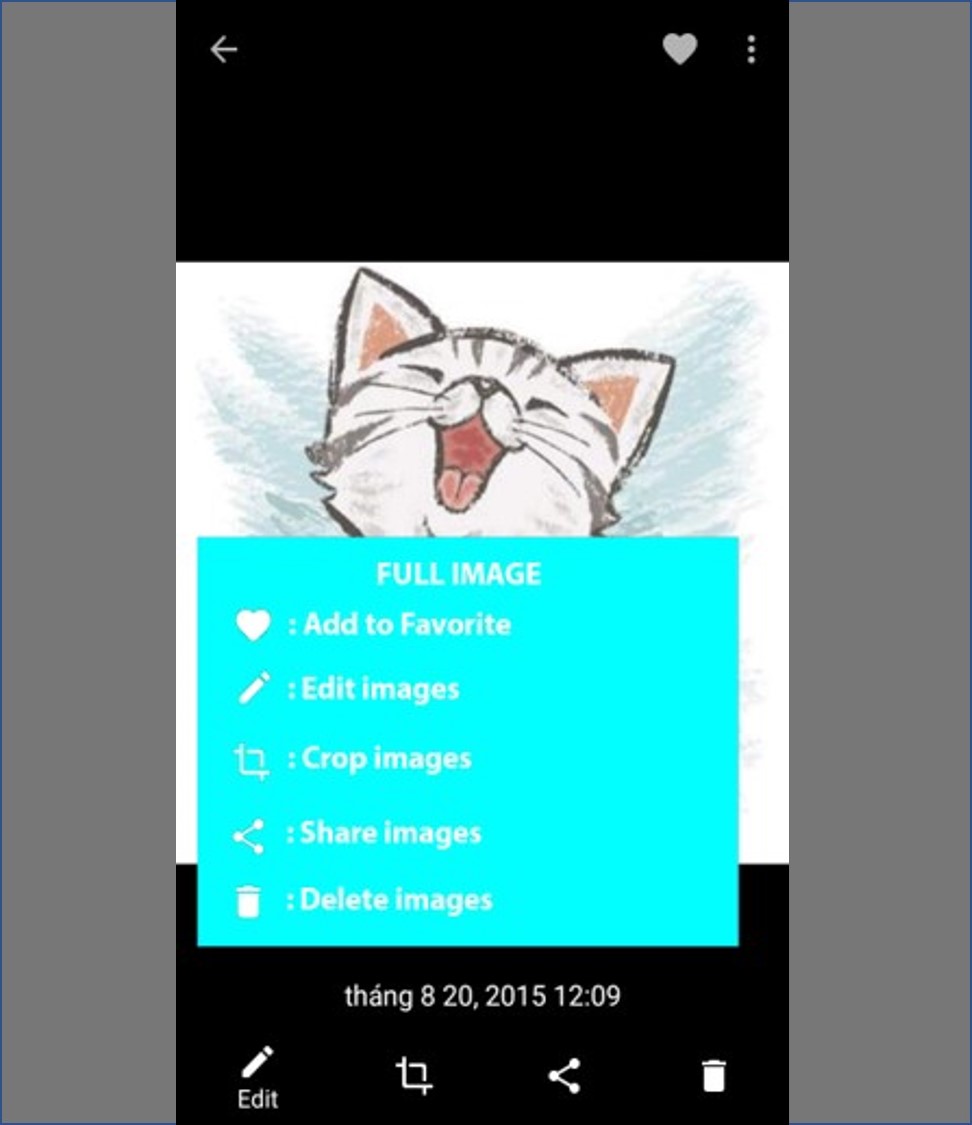 FULL IMAGE
: Add to Favorite
: Edit images
: Crop images
: Share images
: Delete images
tháng 8 20, 2015 12:09
Edit